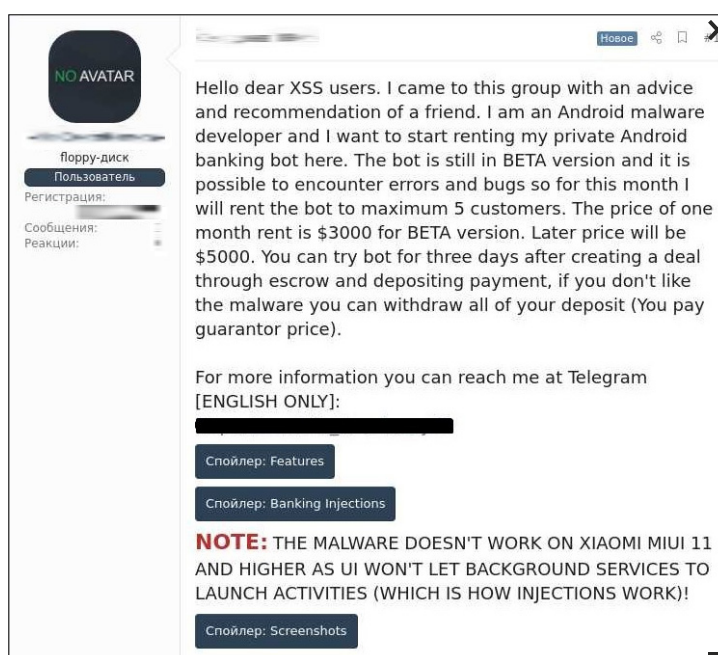 Новое
NO AVATAR
floppy-диск
Пользователь
Регистрация:
Сообщения:
Реакции:
Hello dear XSS users. I came to this group with an advice
and recommendation of a friend. I am an Android malware
developer and I want to start renting my private Android
banking bot here. The bot is still in BETA version and it is
possible to encounter errors and bugs so for this month I
will rent the bot to maximum 5 customers. The price of one
month rent is $3000 for BETA version. Later price will be
$5000. You can try bot for three days after creating a deal
through escrow and depositing payment, if you don't like
the malware you can withdraw all of your deposit (You pay
guarantor price).
For more information you can reach me at Telegram
[ENGLISH ONLY]:
Спойлер: Features
Спойлер: Banking Injections
NOTE: THE MALWARE DOESN'T WORK ON XIAOMI MIUI 11
AND HIGHER AS UI WON'T LET BACKGROUND SERVICES TO
LAUNCH ACTIVITIES (WHICH IS HOW INJECTIONS WORK)!
Спойлер: Screenshots